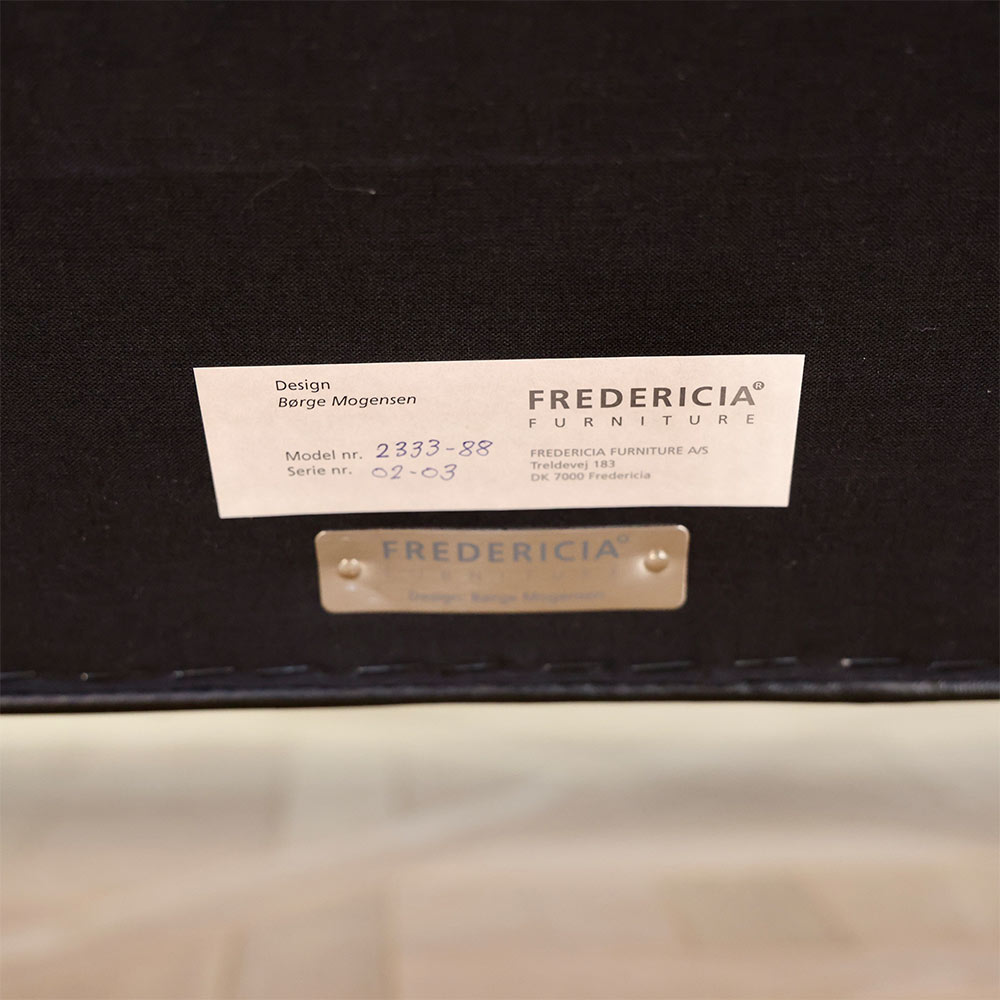 Design
Børge Mogensen
Model nr. 2333-88
Serie nr. 02-03
FREDERICIA®
FURNITURE
FREDERICIA FURNITURE A/S
Treldevej 183
DK 7000 Fredericia
FREDERICIA®
FURNITURE
Design: Børge Mogensen